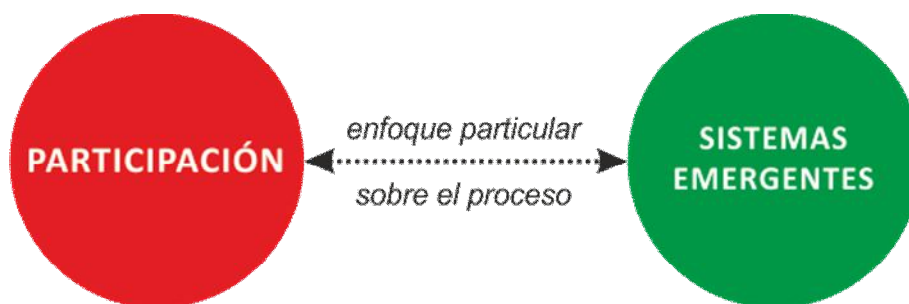 PARTICIPACIÓN
enfoque particular
sobre el proceso
SISTEMAS
EMERGENTES